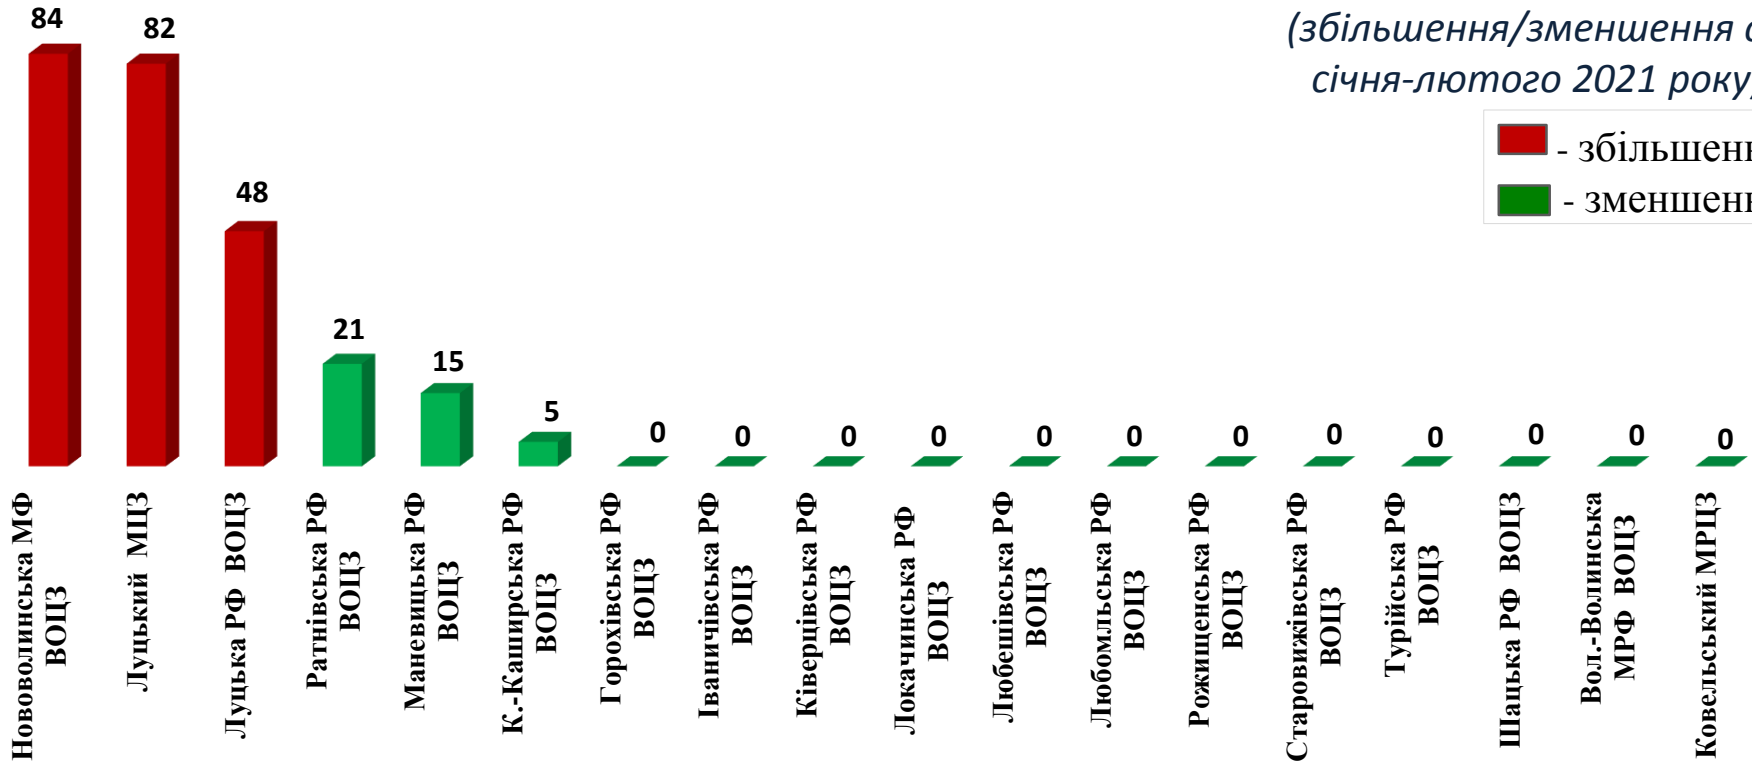 84
82
48
21
15
5
0
0
0
0
0
0
0
0
0
0
0
0
(збільшення/зменшення
січня-лютого 2021 року
- збільшенн
- зменшенн
Нововолинська МФ
ВОЦЗ
Луцький МЦЗ
Луцька РФ ВОЦЗ
Ратнівська РФ
ВОЦЗ
Маневицька РФ
ВОЦЗ
К.-Каширська РФ
ВОЦЗ
Горохівська РФ
ВОЦЗ
Іваничівська РФ
ВОЦЗ
Ківерцівська РФ
ВОЦЗ
Локачинська РФ
ВОЦЗ
Любешівська РФ
ВОЦЗ
Любомльська РФ
ВОЦЗ
Рожищенська РФ
ВОЦЗ
Старовижівська РФ
ВОЦЗ
Турійська РФ
ВОЦЗ
Шацька РФ ВОЦЗ
Вол.-Волинська
МРФ ВОЦЗ
Ковельський МРЦЗ